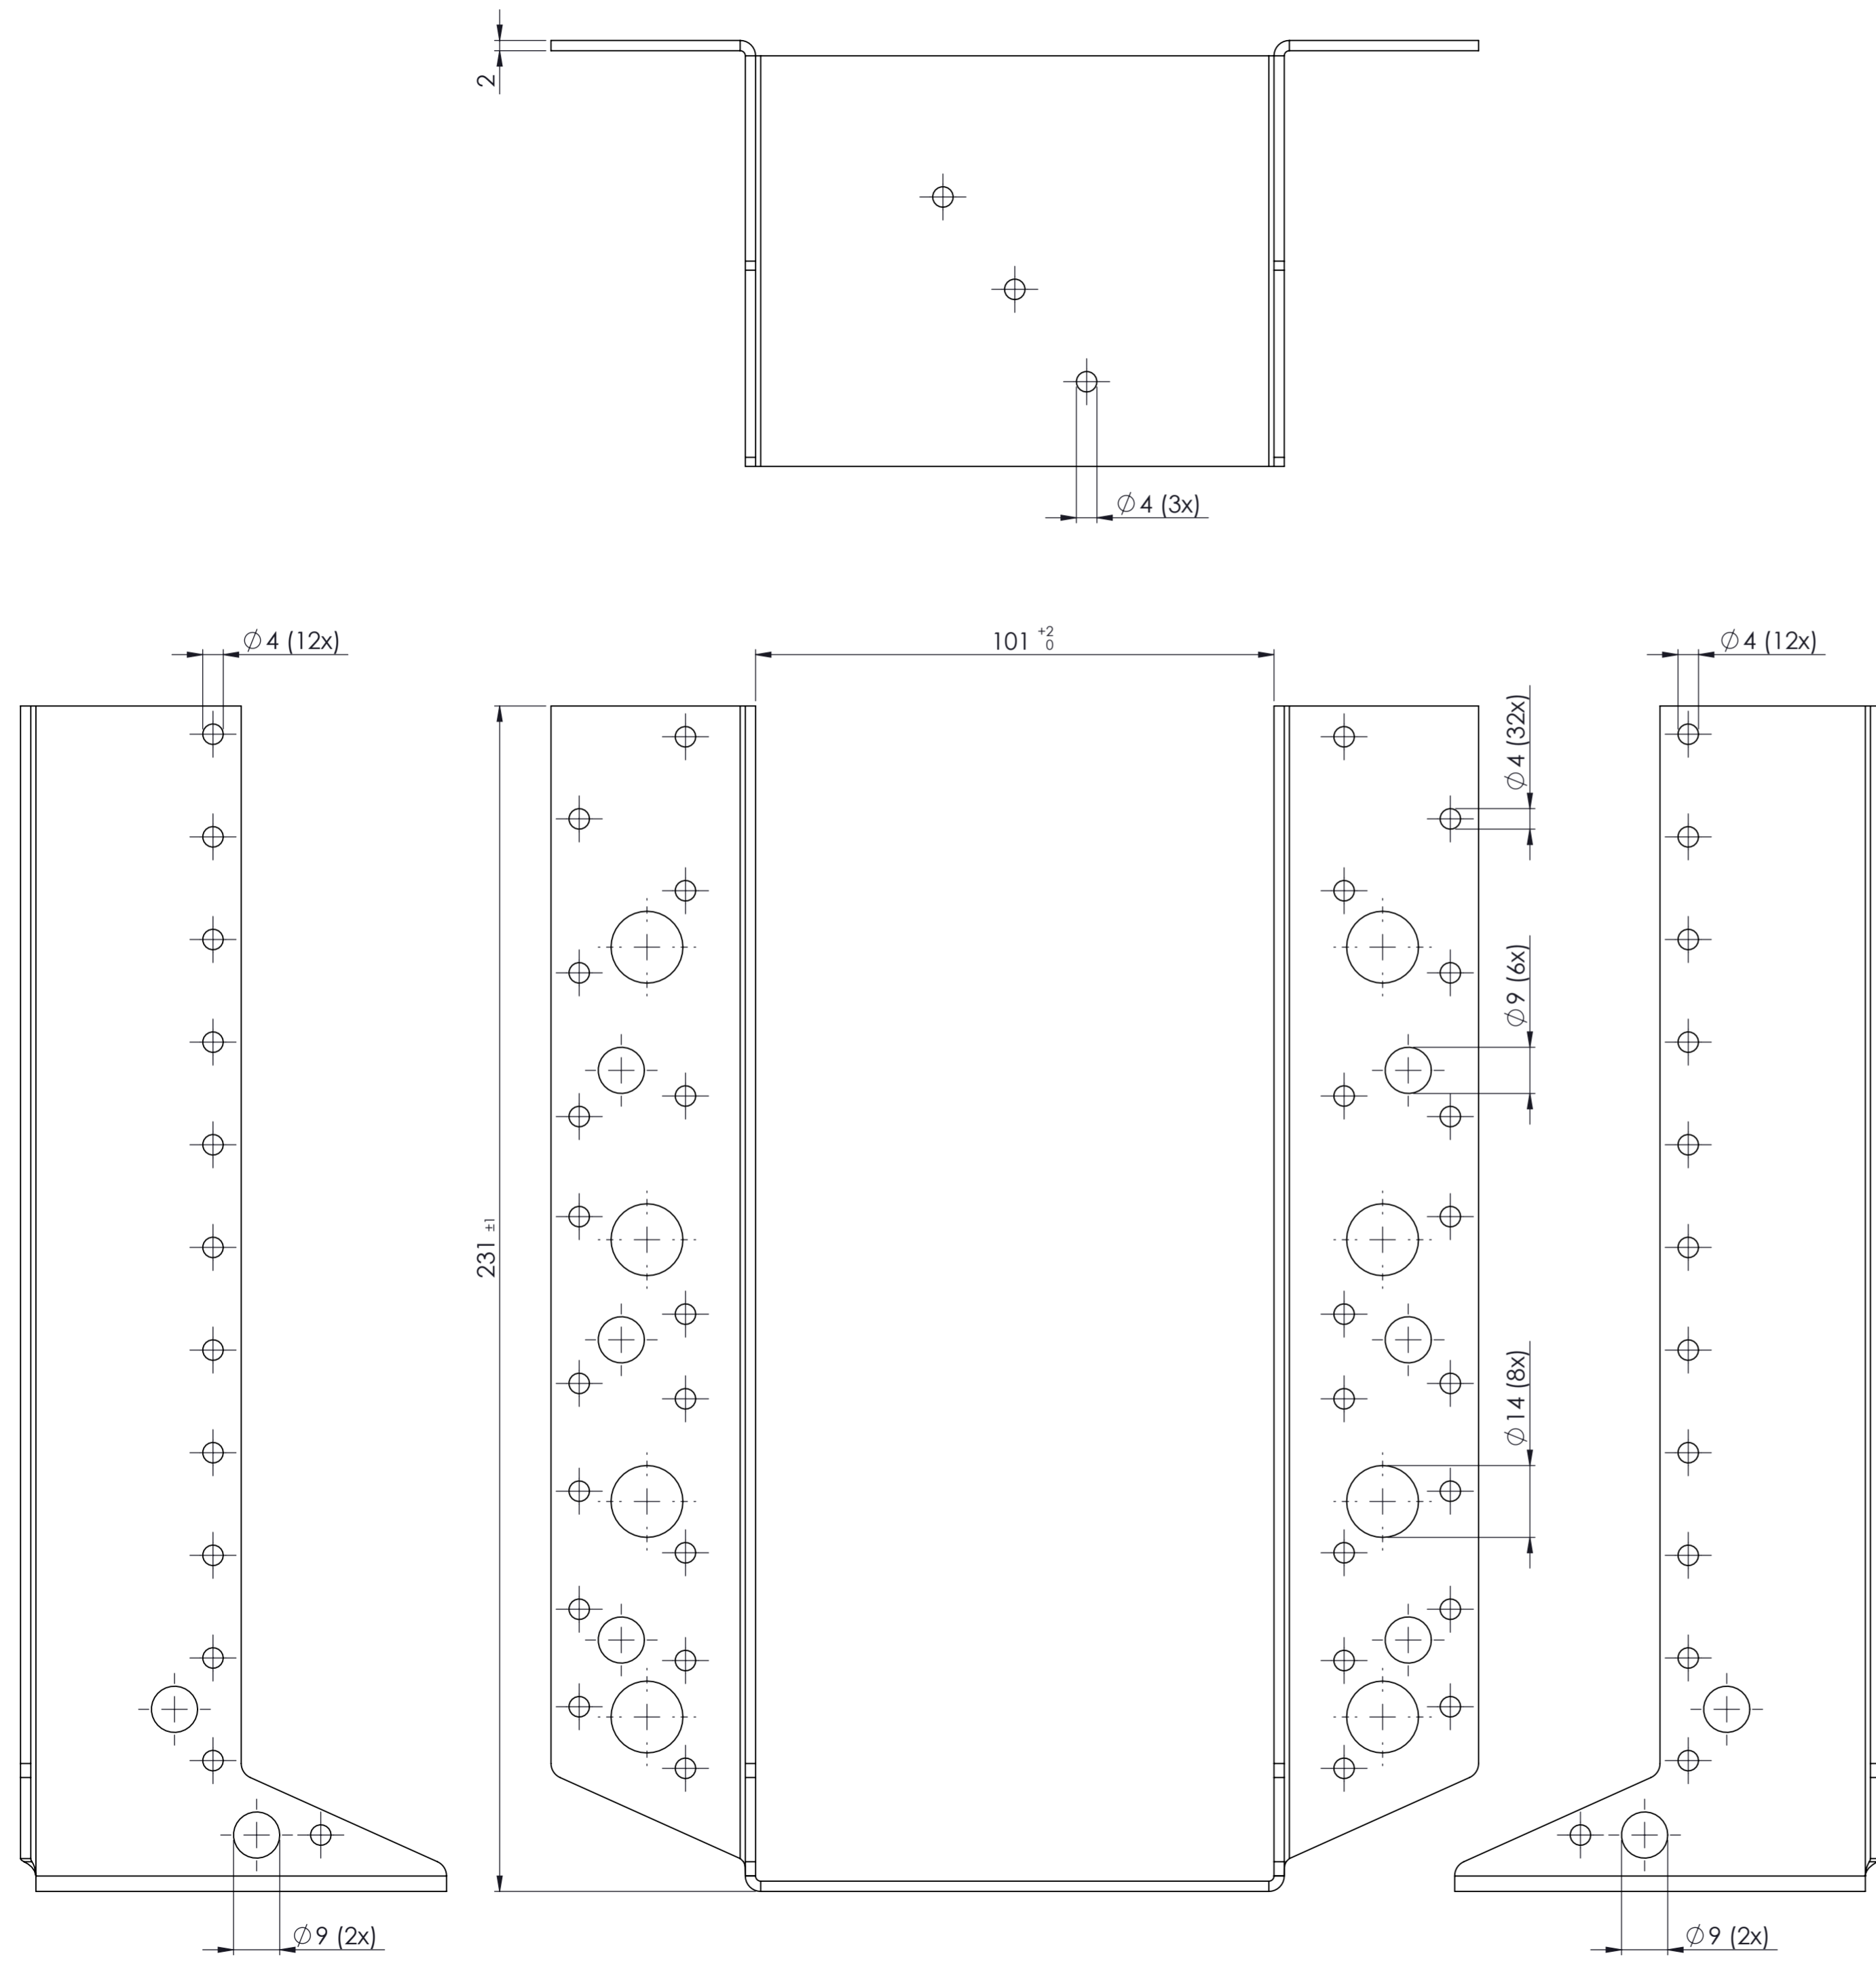 2
⌀4 (3x)
⌀4 (12x)
101 +2 0
⌀4 (12x)
⌀4 (32x)
⌀9 (6x)
231 ±1
⌀14 (8x)
⌀9 (2x)
⌀9 (2x)